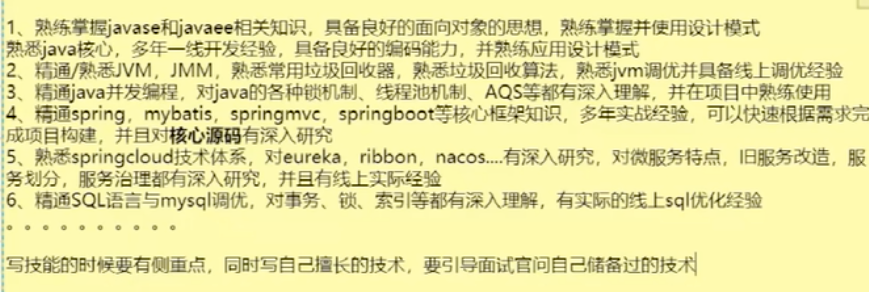 1、熟练掌握javase和javaee相关知识，具备良好的面向对象的思想，熟练掌握并使用设计模式
熟悉java核心，多年一线开发经验，具备良好的编码能力，并熟练应用设计模式
2、精通/熟悉JVM，JMM，熟悉常用垃圾回收器，熟悉垃圾回收算法，熟悉jvm调优并具备线上调优经验
3、精通java并发编程，对java的各种锁机制、线程池机制、AQS等都有深入理解，并在项目中熟练使用
4、精通spring，mybatis，springmvc，springboot等核心框架知识，多年实战经验，可以快速根据需求完
成项目构建，并且对核心源码有深入研究
5、熟悉springcloud技术体系，对eureka，ribbon，nacos....有深入研究，对微服务特点，旧服务改造，服
务划分，服务治理都有深入研究，并且有线上实际经验
6、精通SQL语言与mysql调优，对事务、锁、索引等都有深入理解，有实际的线上sql优化经验
。。。。。。。。。。
写技能的时候要有侧重点，同时写自己擅长的技术，要引导面试官问自己储备过的技术